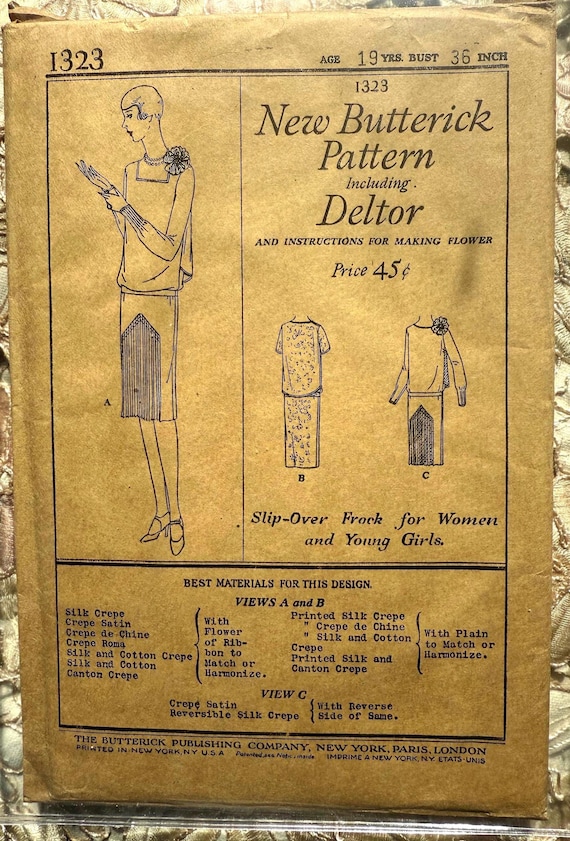 1323
AGE 19 YRS. BUST 36 INCH
1323
New Butterick
Pattern
Including
Deltor
AND INSTRUCTIONS FOR MAKING FLOWER
Price 45¢
A
B
C
Slip-Over Frock for Women
and Young Girls.
BEST MATERIALS FOR THIS DESIGN.
VIEWS A and B
Silk Crepe
Crepe Satin
Crepe de Chine
Crepe Roma
Silk and Cotton Crepe
Silk and Cotton
Canton Crepe
With
Flower
of Rib-
bon to
Match or
Harmonize.
Printed Silk Crepe
" Crepe de Chine
" Silk and Cotton
Crepe
Printed Silk and
Canton Crepe
With Plain
to Match or
Harmonize.
VIEW C
Crepe Satin
Reversible Silk Crepe
With Reverse
Side of Same.
THE BUTTERICK PUBLISHING COMPANY, NEW YORK, PARIS, LONDON
PRINTED IN NEW YORK, N.Y. U.S.A Patented see Notice inside IMPRIMÉ A NEW YORK, N.Y. ETATS-UNIS